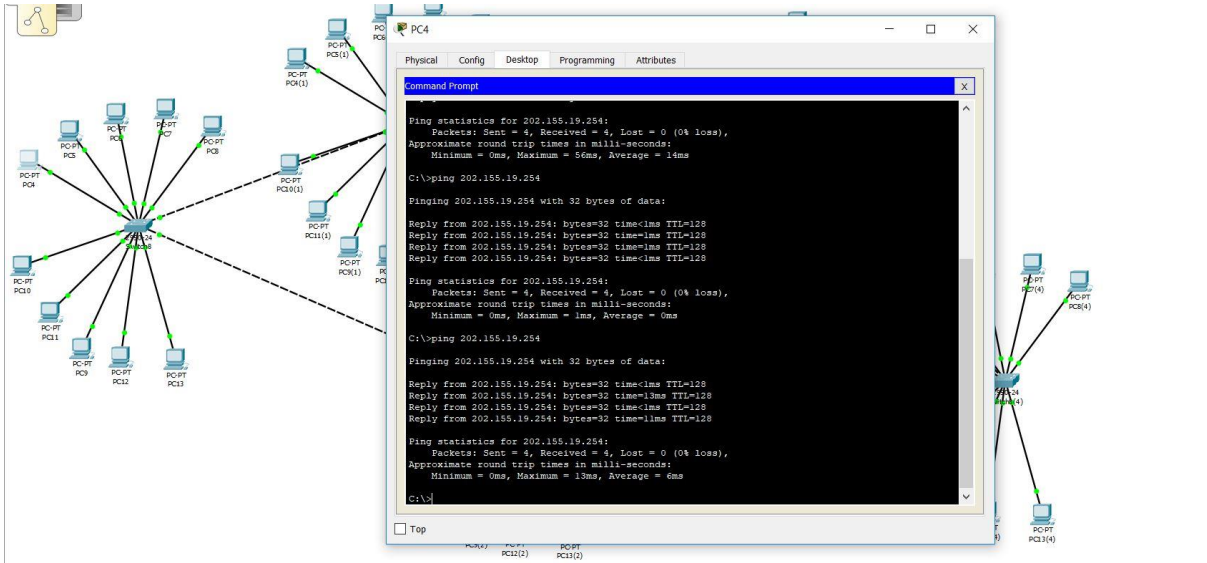 PC4
Physical Config Desktop Programming Attributes
Command Prompt
X
Ping statistics for 202.155.19.254:
Packets: Sent = 4, Received = 4, Lost = 0 (0% loss),
Approximate round trip times in milli-seconds:
Minimum = 0ms, Maximum = 56ms, Average = 14ms
C:\>ping 202.155.19.254
Pinging 202.155.19.254 with 32 bytes of data:
Reply from 202.155.19.254: bytes=32 time<1ms TTL=128
Reply from 202.155.19.254: bytes=32 time=1ms TTL=128
Reply from 202.155.19.254: bytes=32 time=1ms TTL=128
Reply from 202.155.19.254: bytes=32 time<1ms TTL=128
Ping statistics for 202.155.19.254:
Packets: Sent = 4, Received = 4, Lost = 0 (0% loss),
Approximate round trip times in milli-seconds:
Minimum = 0ms, Maximum = 1ms, Average = 0ms
C:\>ping 202.155.19.254
Pinging 202.155.19.254 with 32 bytes of data:
Reply from 202.155.19.254: bytes=32 time<1ms TTL=128
Reply from 202.155.19.254: bytes=32 time=13ms TTL=128
Reply from 202.155.19.254: bytes=32 time<1ms TTL=128
Reply from 202.155.19.254: bytes=32 time=11ms TTL=128
Ping statistics for 202.155.19.254:
Packets: Sent = 4, Received = 4, Lost = 0 (0% loss),
Approximate round trip times in milli-seconds:
Minimum = 0ms, Maximum = 13ms, Average = 6ms
C:\>
Top
PC-PT
PC5(1)
PC-PT
PC4(1)
PC-PT
PC6
PC-PT
PC7
PC-PT
PC8
PC-PT
PC5
PC-PT
PC4
PC-PT
PC10(1)
PC-PT
PC11(1)
PC-PT
PC9(1)
Switch8
PC-PT
PC10
PC-PT
PC11
PC-PT
PC9
PC-PT
PC12
PC-PT
PC13
PC-PT
PC7(4)
PC-PT
PC8(4)
PC-PT
PC13(4)
PC12(2)
PC-PT
PC13(2)